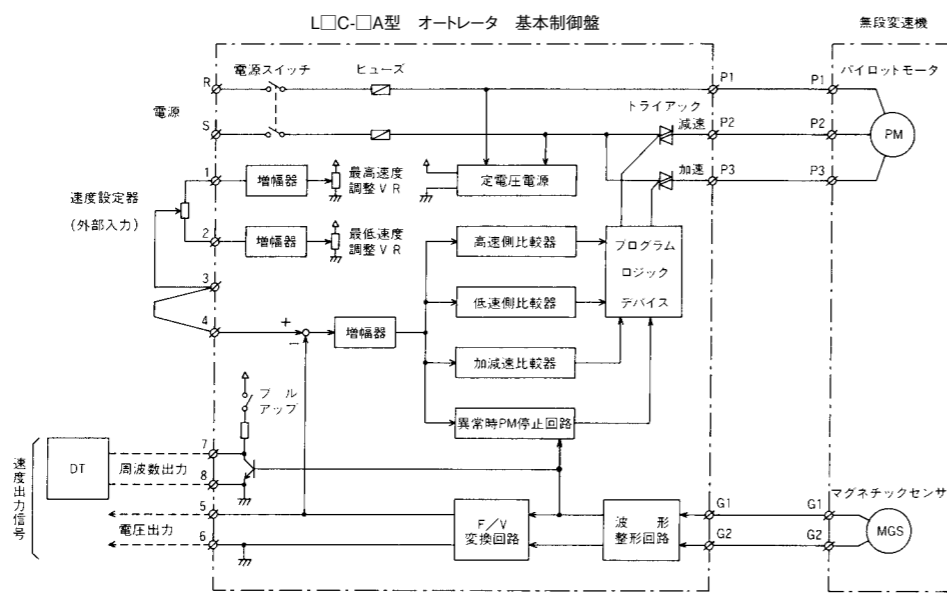 L□C-□A型 オートレータ 基本制御盤
無段変速機
電源スイッチ
ヒューズ
R
P1
P1
パイロットモータ
電源
トライアック
S
減速
P2
P2
PM
1
増幅器
最高速度
調整VR
定電圧電源
加速
P3
P3
速度設定器
(外部入力)
2
増幅器
最低速度
調整VR
高速側比較器
プログラム
ロジック
デバイス
3
低速側比較器
4
+
−
増幅器
加減速比較器
プル
アップ
異常時PM停止回路
速度出力信号
DT
7
周波数出力
8
5
電圧出力
6
F/V
変換回路
波形
整形回路
G1
G1
マグネチックセンサ
G2
G2
MGS